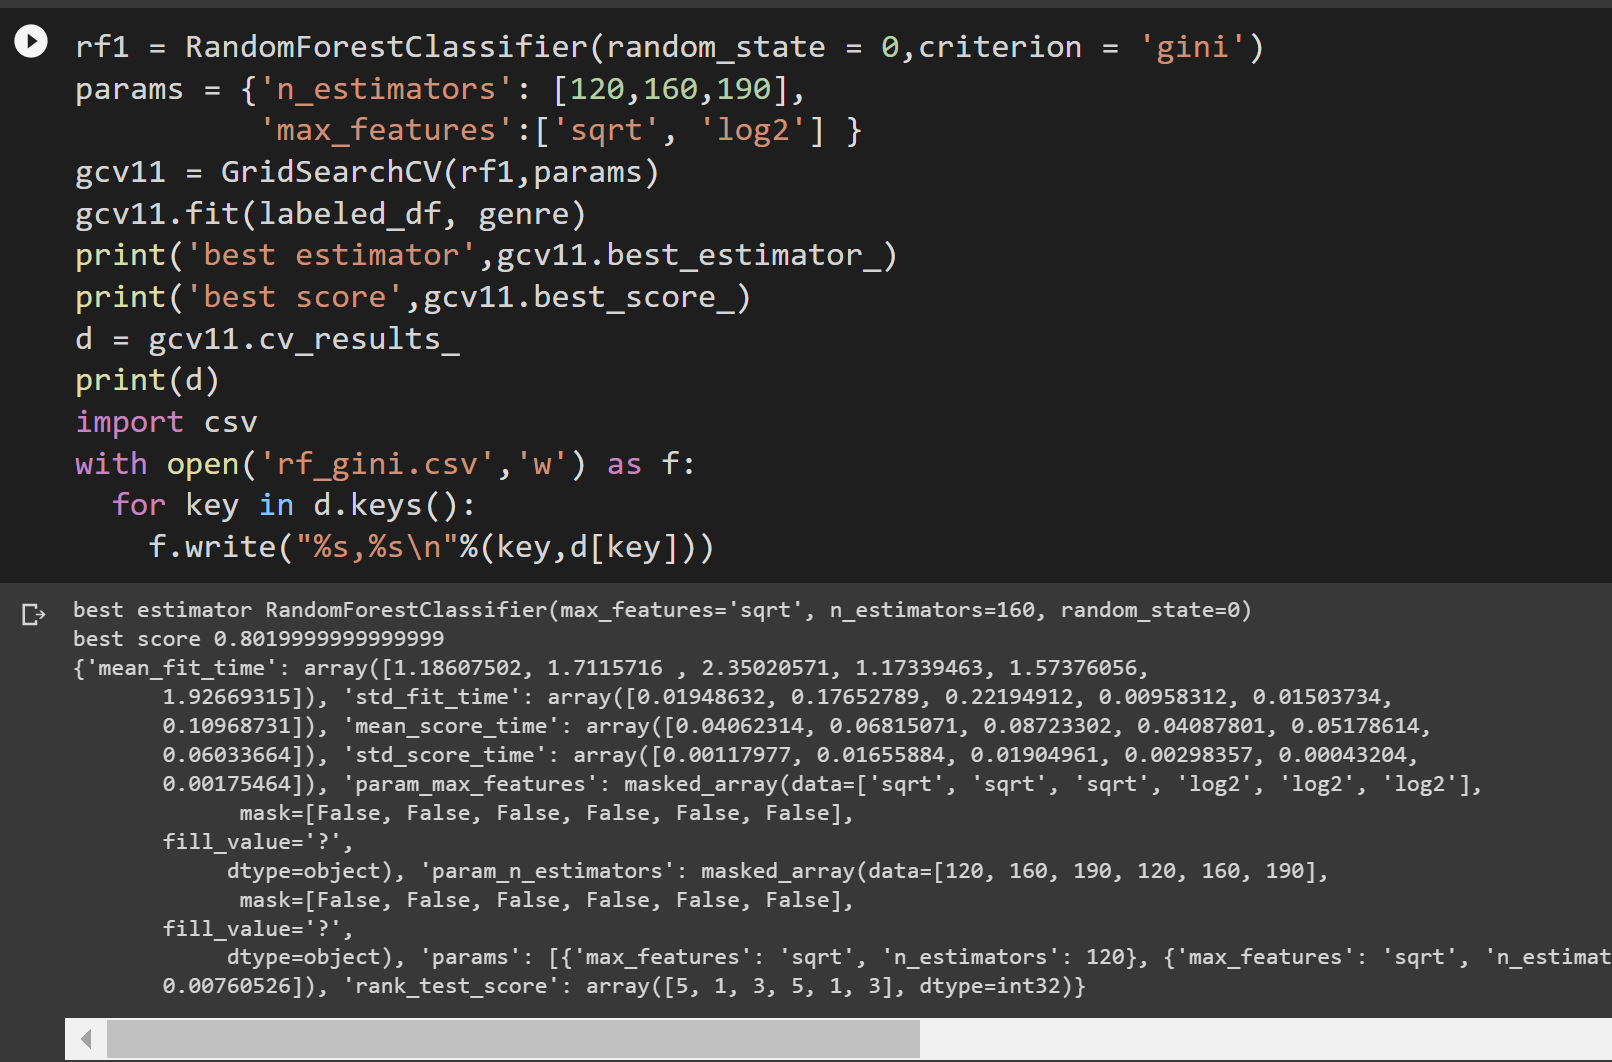 rf1 = RandomForestClassifier(random_state = 0,criterion = 'gini')
params = {'n_estimators': [120,160,190],
          'max_features':['sqrt', 'log2'] }
gcv11 = GridSearchCV(rf1,params)
gcv11.fit(labeled_df, genre)
print('best estimator',gcv11.best_estimator_)
print('best score',gcv11.best_score_)
d = gcv11.cv_results_
print(d)
import csv
with open('rf_gini.csv','w') as f:
  for key in d.keys():
    f.write("%s,%s\n"%(key,d[key]))
best estimator RandomForestClassifier(max_features='sqrt', n_estimators=160, random_state=0)
best score 0.8019999999999999
{'mean_fit_time': array([1.18607502, 1.7115716 , 2.35020571, 1.17339463, 1.57376056,
       1.92669315]), 'std_fit_time': array([0.01948632, 0.17652789, 0.22194912, 0.00958312, 0.01503734,
       0.10968731]), 'mean_score_time': array([0.04062314, 0.06815071, 0.08723302, 0.04087801, 0.05178614,
       0.06033664]), 'std_score_time': array([0.00117977, 0.01655884, 0.01904961, 0.00298357, 0.00043204,
       0.00175464]), 'param_max_features': masked_array(data=['sqrt', 'sqrt', 'sqrt', 'log2', 'log2', 'log2'],
             mask=[False, False, False, False, False, False],
       fill_value='?',
            dtype=object), 'param_n_estimators': masked_array(data=[120, 160, 190, 120, 160, 190],
             mask=[False, False, False, False, False, False],
       fill_value='?',
            dtype=object), 'params': [{'max_features': 'sqrt', 'n_estimators': 120}, {'max_features': 'sqrt', 'n_estimat
       0.00760526]), 'rank_test_score': array([5, 1, 3, 5, 1, 3], dtype=int32)}